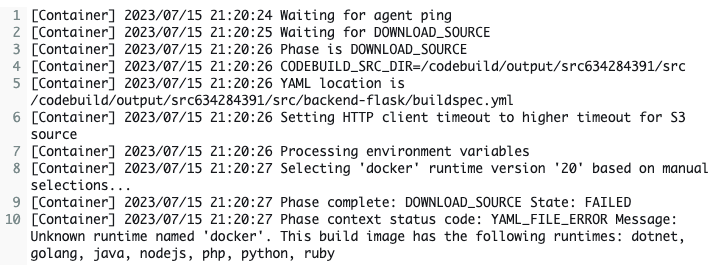 1 [Container] 2023/07/15 21:20:24 Waiting for agent ping
2 [Container] 2023/07/15 21:20:25 Waiting for DOWNLOAD_SOURCE
3 [Container] 2023/07/15 21:20:26 Phase is DOWNLOAD_SOURCE
4 [Container] 2023/07/15 21:20:26 CODEBUILD_SRC_DIR=/codebuild/output/src634284391/src
5 [Container] 2023/07/15 21:20:26 YAML location is
/codebuild/output/src634284391/src/backend-flask/buildspec.yml
6 [Container] 2023/07/15 21:20:26 Setting HTTP client timeout to higher timeout for S3
source
7 [Container] 2023/07/15 21:20:26 Processing environment variables
8 [Container] 2023/07/15 21:20:27 Selecting 'docker' runtime version '20' based on manual
selections...
9 [Container] 2023/07/15 21:20:27 Phase complete: DOWNLOAD_SOURCE State: FAILED
10 [Container] 2023/07/15 21:20:27 Phase context status code: YAML_FILE_ERROR Message:
Unknown runtime named 'docker'. This build image has the following runtimes: dotnet,
golang, java, nodejs, php, python, ruby